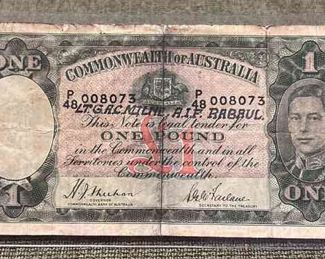 ONE
COMMONWEALTH OF AUSTRALIA
1
P/48 008073
P/48 008073
LT. A.I.F. RABAUL.
This Note is legal tender for
ONE POUND
in the Commonwealth and in all
Territories under the control of the
Commonwealth.
1
ONE
GOVERNOR
COMMONWEALTH BANK OF AUSTRALIA
SECRETARY TO THE TREASURY